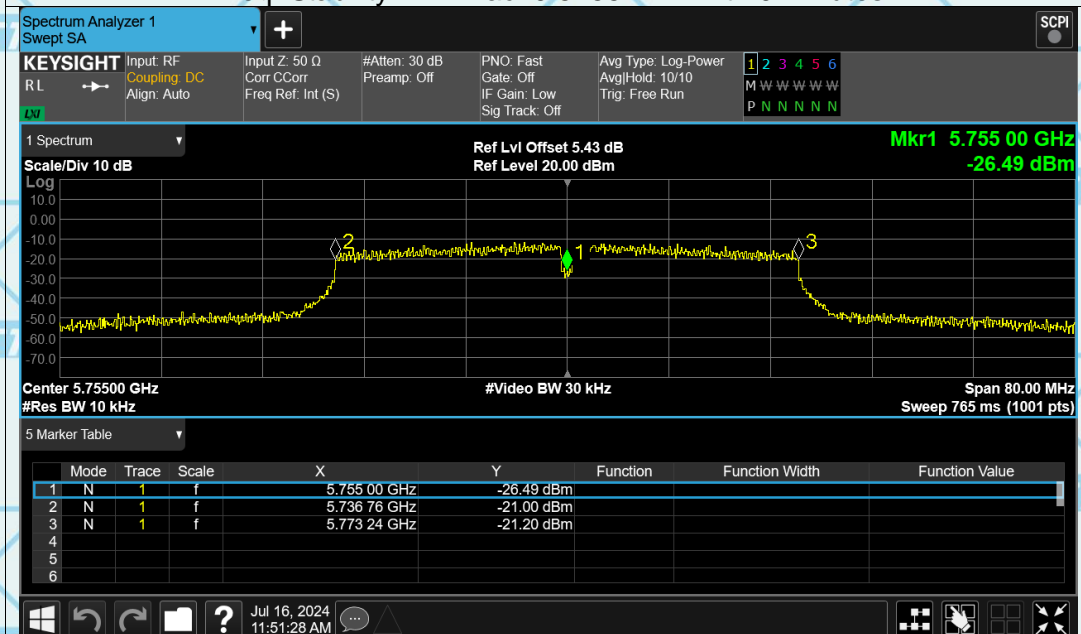 Spectrum Analyzer 1
Swept SA
+
SCPI
KEYSIGHT
RL
LXI
Input: RF
Coupling: DC
Align: Auto
Input Z: 50 Ω
Corr CCorr
Freq Ref: Int (S)
#Atten: 30 dB
Preamp: Off
PNO: Fast
Gate: Off
IF Gain: Low
Sig Track: Off
Avg Type: Log-Power
Avg|Hold: 10/10
Trig: Free Run
1 2 3 4 5 6
M W W W W W
P N N N N N
1 Spectrum
Scale/Div 10 dB
Ref Lvl Offset 5.43 dB
Ref Level 20.00 dBm
Mkr1 5.755 00 GHz
-26.49 dBm
Log
10.0
0.00
-10.0
-20.0
-30.0
-40.0
-50.0
-60.0
-70.0
2
1
3
Center 5.75500 GHz
#Video BW 30 kHz
Span 80.00 MHz
#Res BW 10 kHz
Sweep 765 ms (1001 pts)
5 Marker Table
Mode Trace Scale X Y Function Function Width Function Value
1 N 1 f 5.755 00 GHz -26.49 dBm
2 N 1 f 5.736 76 GHz -21.00 dBm
3 N 1 f 5.773 24 GHz -21.20 dBm
4
5
6
?
Jul 16, 2024
11:51:28 AM